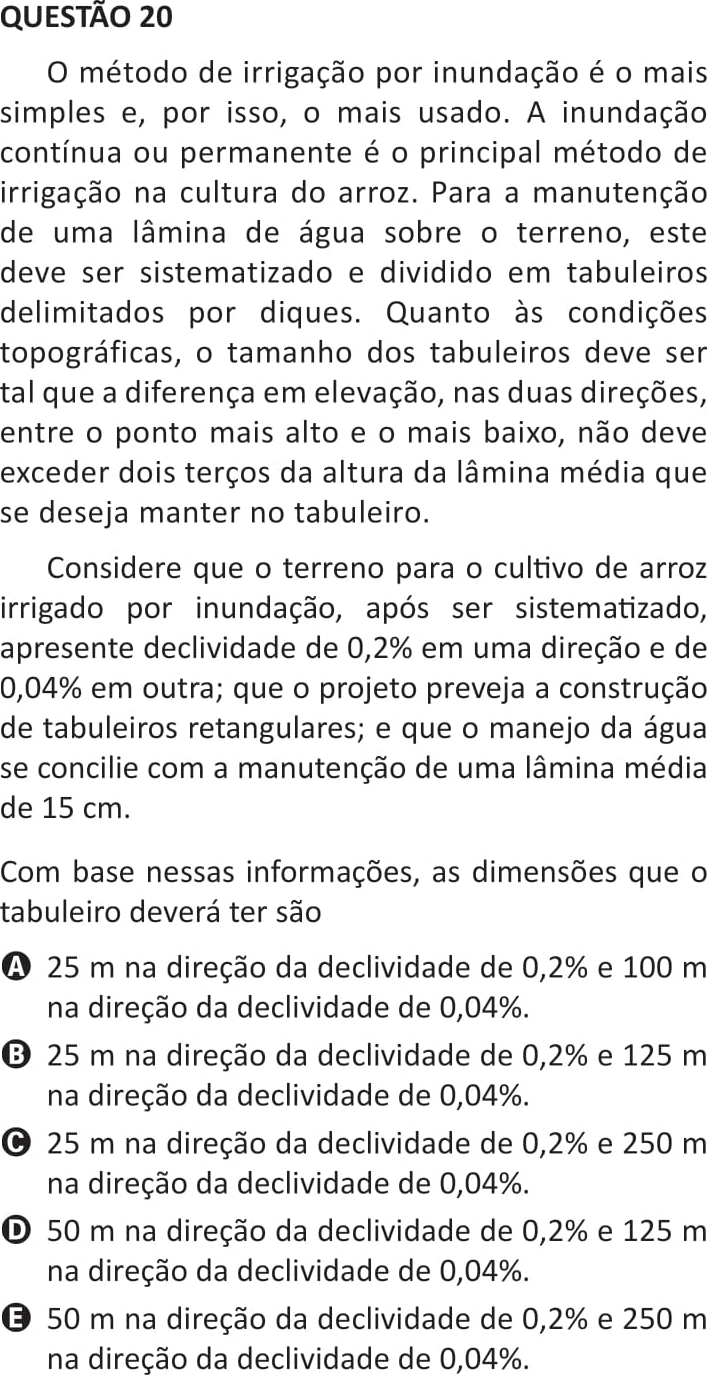 QUESTÃO 20
O método de irrigação por inundação é o mais
simples e, por isso, o mais usado. A inundação
contínua ou permanente é o principal método de
irrigação na cultura do arroz. Para a manutenção
de uma lâmina de água sobre o terreno, este
deve ser sistematizado e dividido em tabuleiros
delimitados por diques. Quanto às condições
topográficas, o tamanho dos tabuleiros deve ser
tal que a diferença em elevação, nas duas direções,
entre o ponto mais alto e o mais baixo, não deve
exceder dois terços da altura da lâmina média que
se deseja manter no tabuleiro.
Considere que o terreno para o cultivo de arroz
irrigado por inundação, após ser sistematizado,
apresente declividade de 0,2% em uma direção e de
0,04% em outra; que o projeto preveja a construção
de tabuleiros retangulares; e que o manejo da água
se concilie com a manutenção de uma lâmina média
de 15 cm.
Com base nessas informações, as dimensões que o
tabuleiro deverá ter são
A 25 m na direção da declividade de 0,2% e 100 m
na direção da declividade de 0,04%.
B 25 m na direção da declividade de 0,2% e 125 m
na direção da declividade de 0,04%.
C 25 m na direção da declividade de 0,2% e 250 m
na direção da declividade de 0,04%.
D 50 m na direção da declividade de 0,2% e 125 m
na direção da declividade de 0,04%.
E 50 m na direção da declividade de 0,2% e 250 m
na direção da declividade de 0,04%.